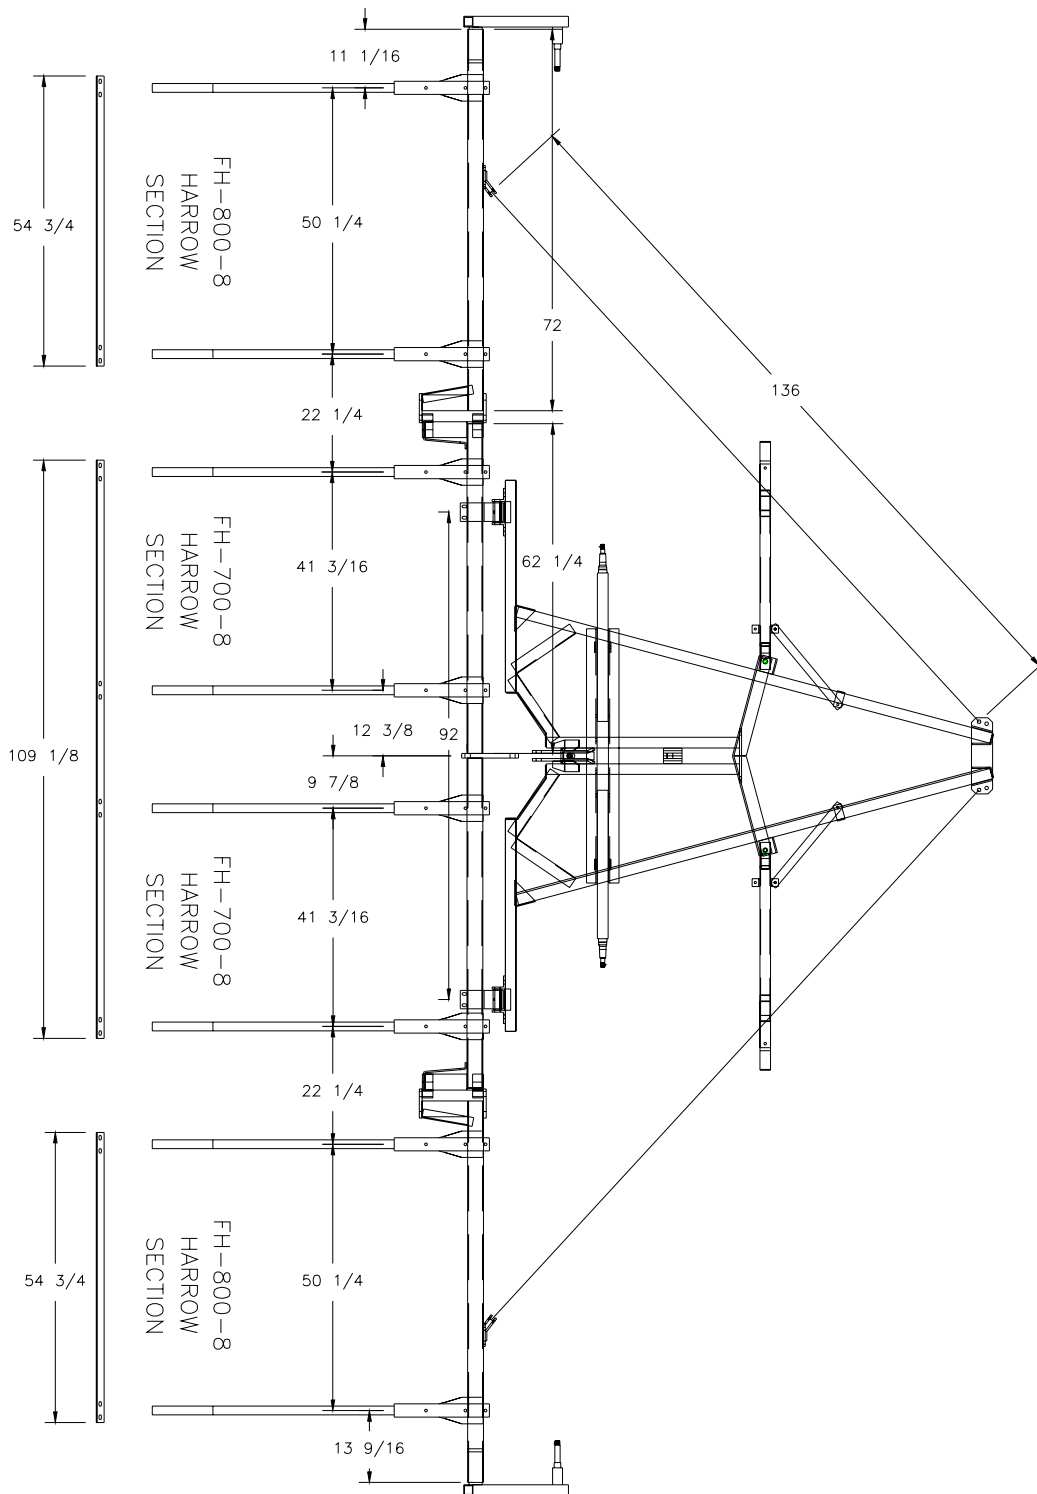 11 1/16
FH-800-8
HARROW
SECTION
54 3/4
50 1/4
72
136
22 1/4
FH-700-8
HARROW
SECTION
41 3/16
62 1/4
12 3/8
92
109 1/8
9 7/8
FH-700-8
HARROW
SECTION
41 3/16
22 1/4
FH-800-8
HARROW
SECTION
54 3/4
50 1/4
13 9/16